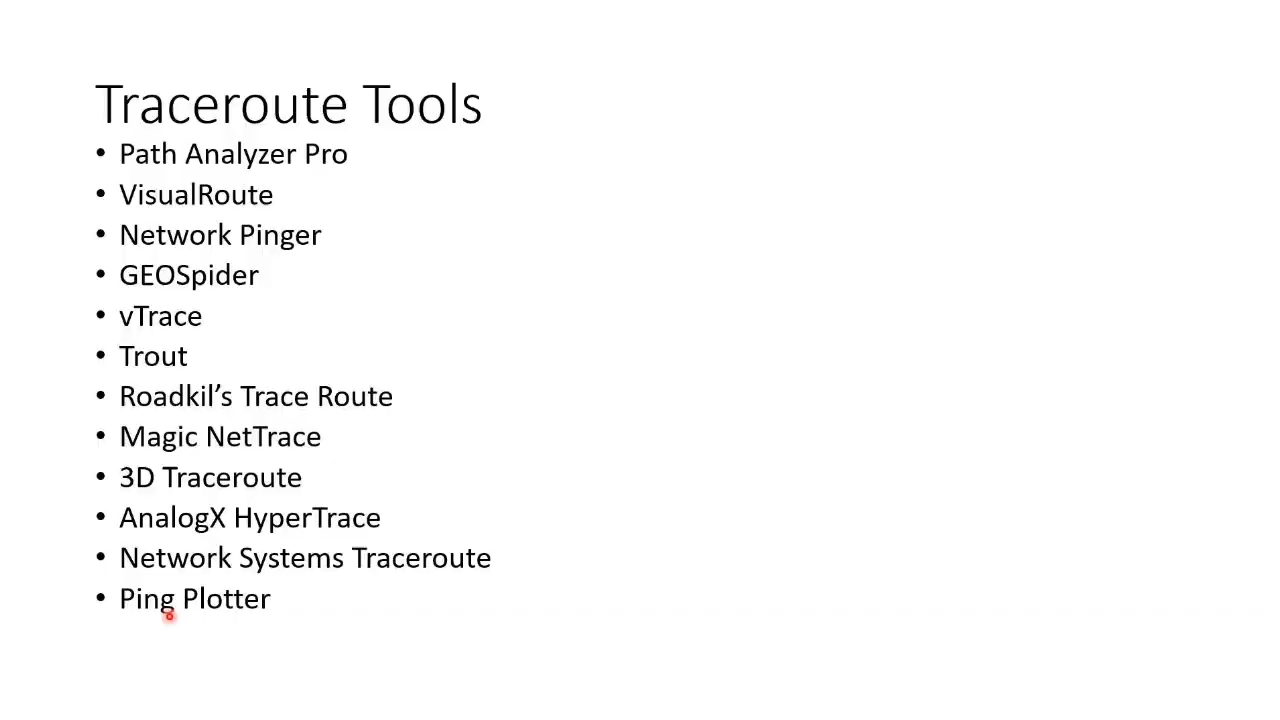 Traceroute Tools
• Path Analyzer Pro
• VisualRoute
• Network Pinger
• GEOSpider
• vTrace
• Trout
• Roadkil’s Trace Route
• Magic NetTrace
• 3D Traceroute
• AnalogX HyperTrace
• Network Systems Traceroute
• Ping Plotter